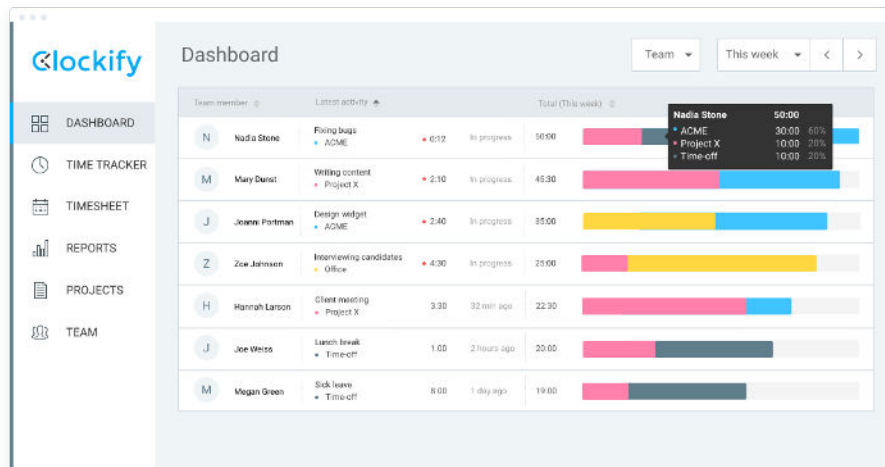 Clockify
Dashboard
Team
This week
DASHBOARD
TIME TRACKER
TIMESHEET
REPORTS
PROJECTS
TEAM
Team member
Latest activity
Total (This week)
N
Nadia Stone
Fixing bugs
ACME
0:12
In progress
50:00
Nadia Stone 50:00
ACME 30:00 60%
Project X 10:00 20%
Time-off 10:00 20%
M
Mary Dunst
Writing content
Project X
2:10
In progress
45:30
J
Joanni Portman
Design widget
ACME
2:40
In progress
35:00
Z
Zoe Johnson
Interviewing candidates
Office
4:30
In progress
25:00
H
Hannah Larson
Client meeting
Project X
3:30
32 min ago
22:30
J
Joe Weiss
Lunch break
Time-off
1:00
2 hours ago
20:00
M
Megan Green
Sick leave
Time-off
8:00
1 day ago
19:00